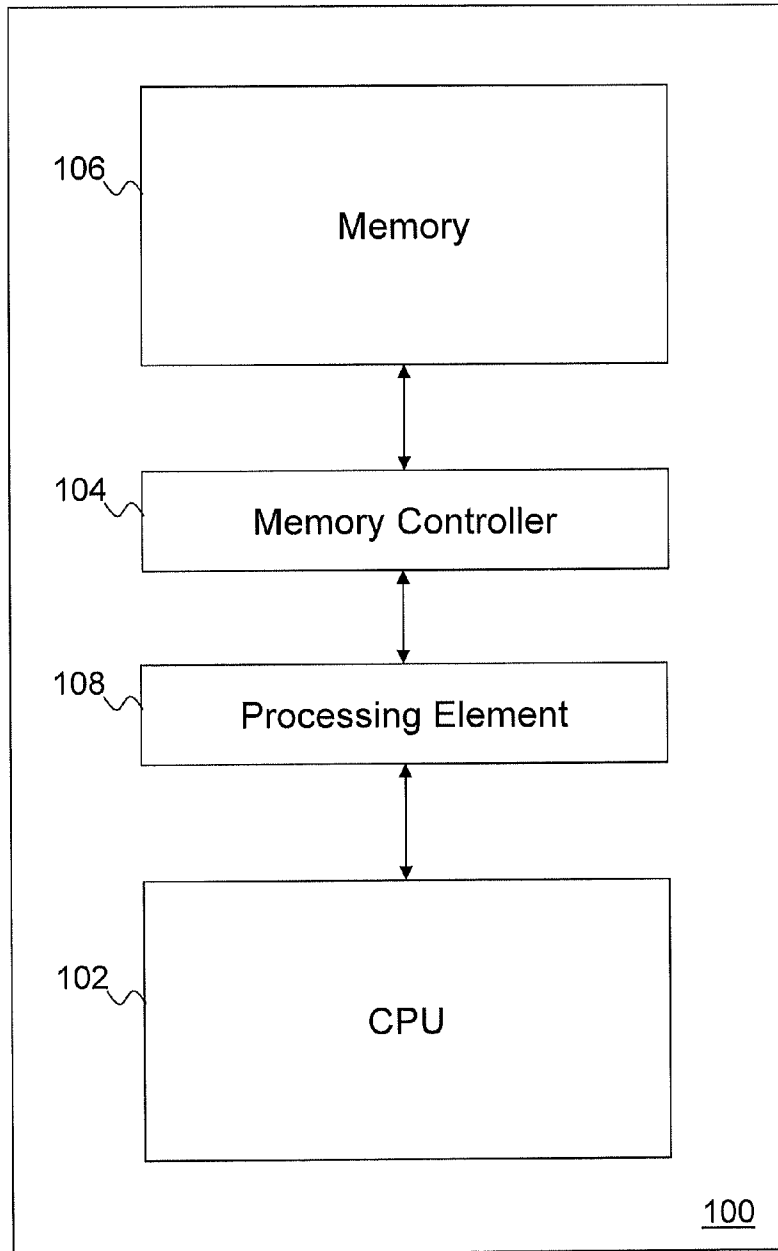 106
Memory
104
Memory Controller
108
Processing Element
102
CPU
100